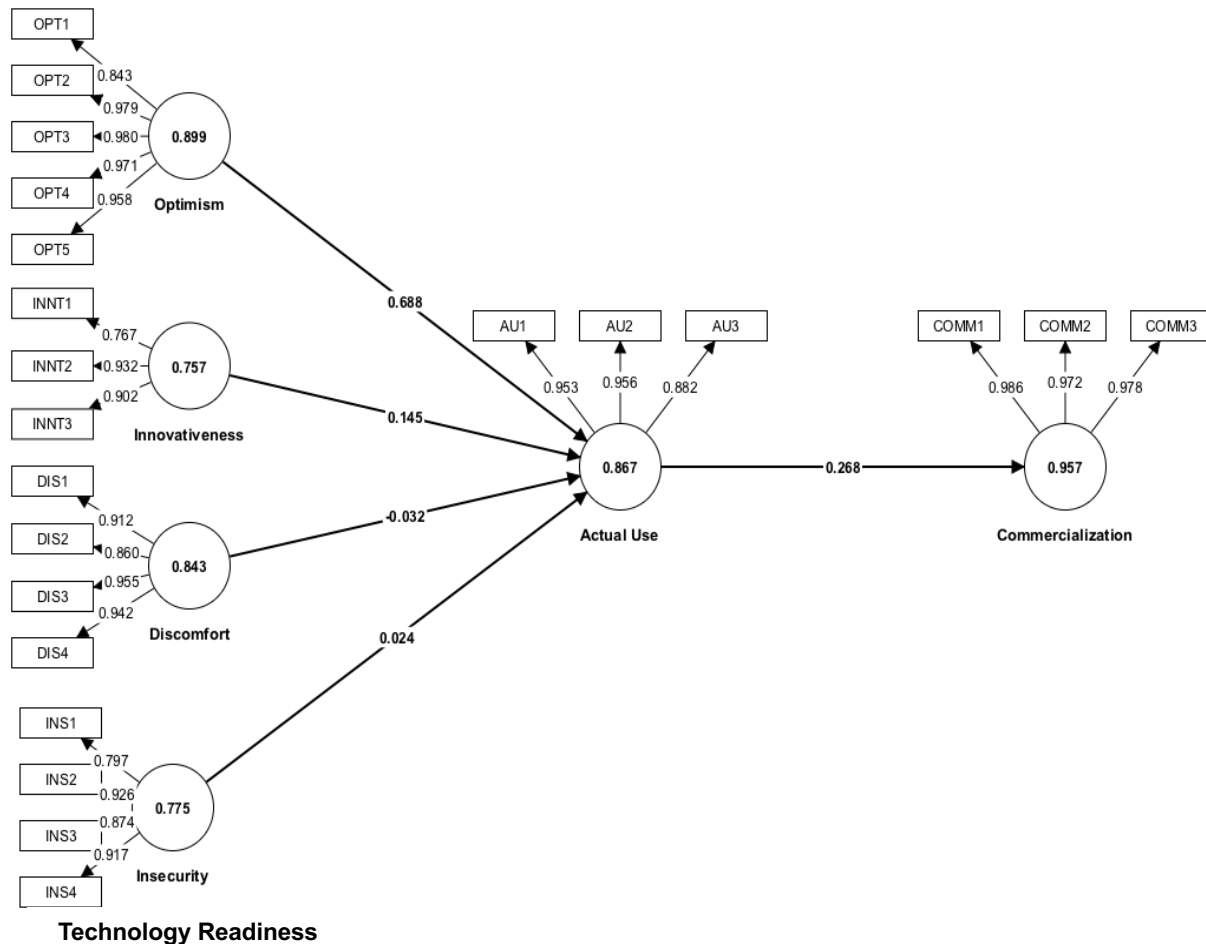 OPT1
0.843
OPT2
0.979
OPT3
0.980
0.899
0.971
OPT4
0.958
Optimism
OPT5
INNT1
0.767
INNT2
0.932
0.757
0.902
INNT3
Innovativeness
DIS1
0.912
DIS2
0.860
0.843
0.955
DIS3
0.942
Discomfort
DIS4
INS1
0.797
INS2
0.926
0.775
0.874
INS3
0.917
Insecurity
INS4
0.688
0.145
-0.032
0.024
AU1
AU2
AU3
0.953
0.956
0.882
0.867
Actual Use
0.268
COMM1
COMM2
COMM3
0.986
0.972
0.978
0.957
Commercialization
Technology Readiness